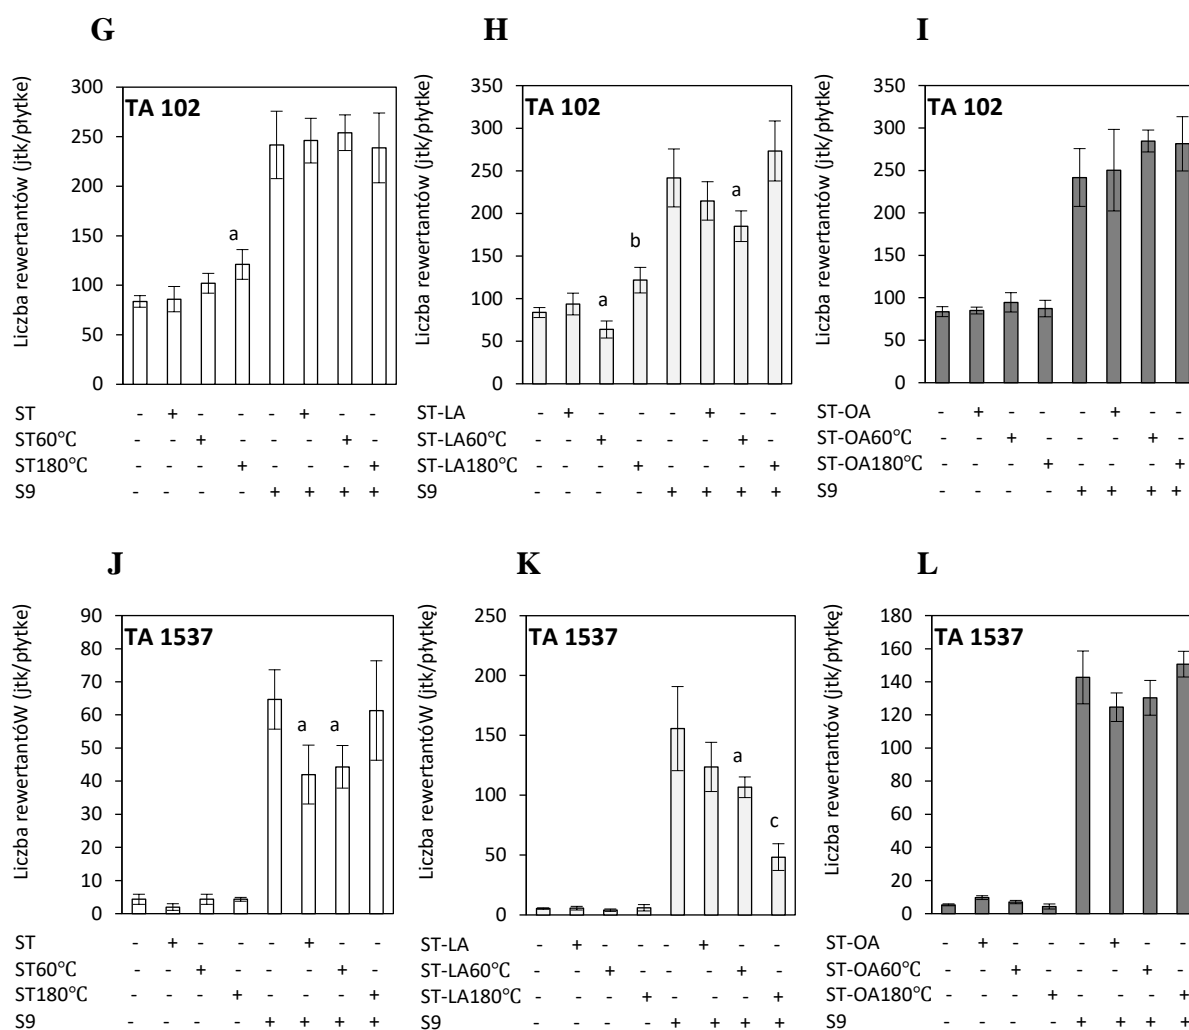 G
Liczba rewertantów (jtk/płytke)
TA 102
300
250
200
150
100
50
0
a
ST - + - - - + - -
ST60℃ - - + - - - + -
ST180℃ - - - + - - - +
S9 - - - - + + + +
H
Liczba rewertantów (jtk/płytke)
TA 102
350
300
250
200
150
100
50
0
a
b
a
ST-LA - + - - - + - -
ST-LA60℃ - - + - - - + -
ST-LA180℃ - - - + - - - +
S9 - - - - + + + +
I
Liczba rewertantów (jtk/płytke)
TA 102
350
300
250
200
150
100
50
0
ST-OA - + - - - + - -
ST-OA60℃ - - + - - - + -
ST-OA180℃ - - - + - - - +
S9 - - - - + + + +
J
Liczba rewertantóW (jtk/płytke)
TA 1537
90
80
70
60
50
40
30
20
10
0
a a
ST - + - - - + - -
ST60℃ - - + - - - + -
ST180℃ - - - + - - - +
S9 - - - - + + + +
K
Liczba rewertantóW (jtk/płytkę)
TA 1537
250
200
150
100
50
0
a
c
ST-LA - + - - - + - -
ST-LA60℃ - - + - - - + -
ST-LA180℃ - - - + - - - +
S9 - - - - + + + +
L
Liczba rewertantów (jtk/płytkę)
TA 1537
180
160
140
120
100
80
60
40
20
0
ST-OA - + - - - + - -
ST-OA60℃ - - + - - - + -
ST-OA180℃ - - - + - - - +
S9 - - - - + + + +